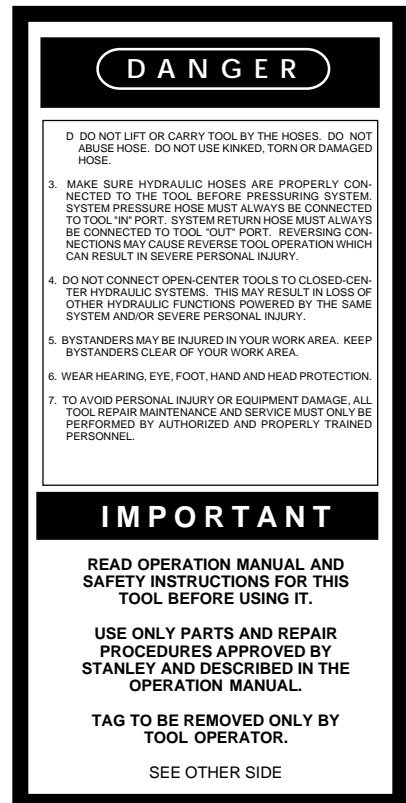 DANGER
D DO NOT LIFT OR CARRY TOOL BY THE HOSES. DO NOT
ABUSE HOSE. DO NOT USE KINKED, TORN OR DAMAGED
HOSE.
3. MAKE SURE HYDRAULIC HOSES ARE PROPERLY CON-
NECTED TO THE TOOL BEFORE PRESSURING SYSTEM.
SYSTEM PRESSURE HOSE MUST ALWAYS BE CONNECTED
TO TOOL "IN" PORT. SYSTEM RETURN HOSE MUST ALWAYS
BE CONNECTED TO TOOL "OUT" PORT. REVERSING CON-
NECTIONS MAY CAUSE REVERSE TOOL OPERATION WHICH
CAN RESULT IN SEVERE PERSONAL INJURY.
4. DO NOT CONNECT OPEN-CENTER TOOLS TO CLOSED-CEN-
TER HYDRAULIC SYSTEMS. THIS MAY RESULT IN LOSS OF
OTHER HYDRAULIC FUNCTIONS POWERED BY THE SAME
SYSTEM AND/OR SEVERE PERSONAL INJURY.
5. BYSTANDERS MAY BE INJURED IN YOUR WORK AREA. KEEP
BYSTANDERS CLEAR OF YOUR WORK AREA.
6. WEAR HEARING, EYE, FOOT, HAND AND HEAD PROTECTION.
7. TO AVOID PERSONAL INJURY OR EQUIPMENT DAMAGE, ALL
TOOL REPAIR MAINTENANCE AND SERVICE MUST ONLY BE
PERFORMED BY AUTHORIZED AND PROPERLY TRAINED
PERSONNEL.
IMPORTANT
READ OPERATION MANUAL AND
SAFETY INSTRUCTIONS FOR THIS
TOOL BEFORE USING IT.
USE ONLY PARTS AND REPAIR
PROCEDURES APPROVED BY
STANLEY AND DESCRIBED IN THE
OPERATION MANUAL.
TAG TO BE REMOVED ONLY BY
TOOL OPERATOR.
SEE OTHER SIDE